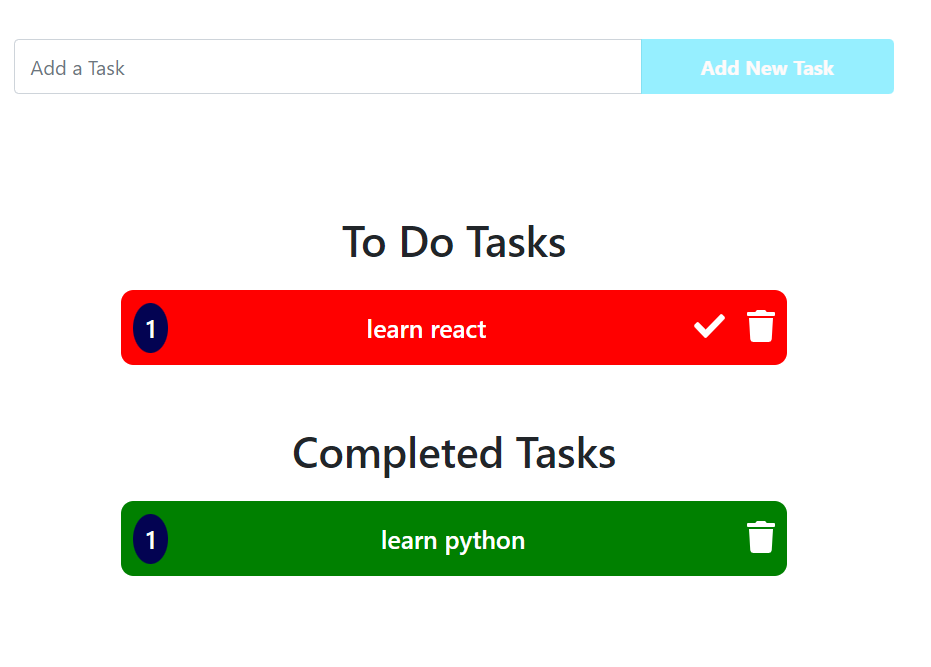 Add a Task
Add New Task
To Do Tasks
1
learn react
Completed Tasks
1
learn python